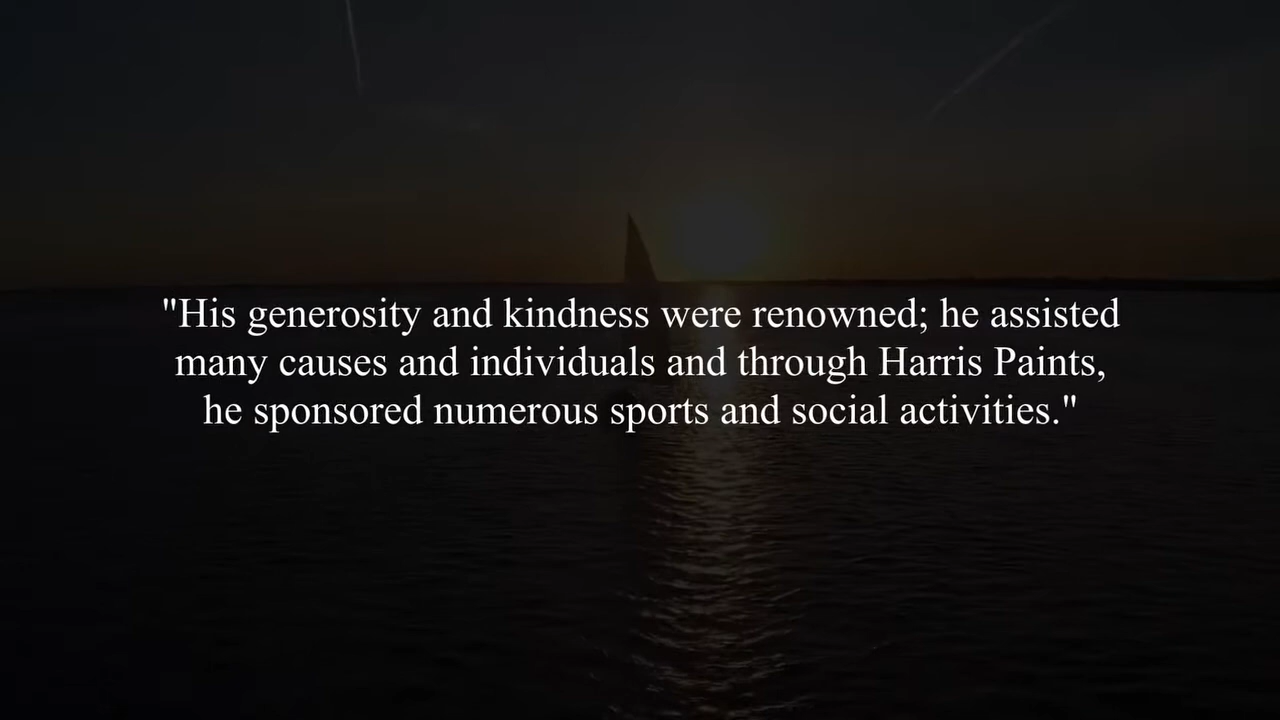 "His generosity and kindness were renowned; he assisted
many causes and individuals and through Harris Paints,
he sponsored numerous sports and social activities."